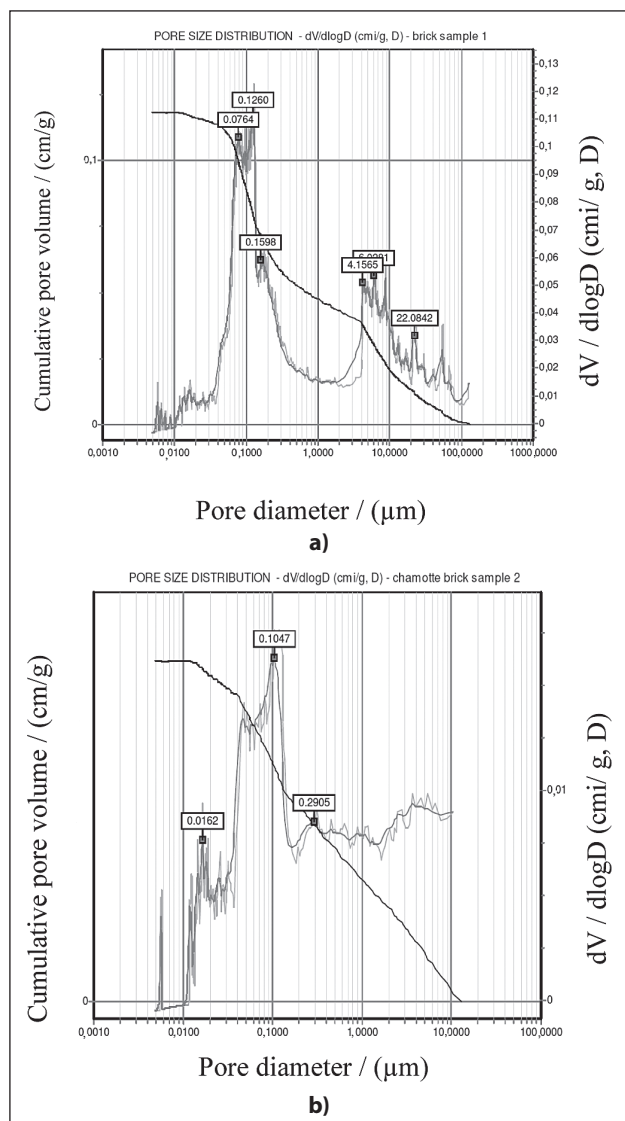 PORE SIZE DISTRIBUTION - dV/dlogD (cmi/g, D) - brick sample 1
Cumulative pore volume / (cm/g)
0,1
0
0.1260
0.0764
0.1598
4.1565
22.0842
0,13
0,12
0,11
0,1
0,09
0,08
0,07
0,06
0,05
0,04
0,03
0,02
0,01
0
dV / dlogD (cmi/ g, D)
0,0010 0,0100 0,1000 1,0000 10,0000 100,0000 1000,0000
Pore diameter / (µm)
a)
PORE SIZE DISTRIBUTION - dV/dlogD (cmi/g, D) - chamotte brick sample 2
Cumulative pore volume / (cm/g)
0
0.1047
0.2905
0.0162
0,01
0
dV / dlogD (cmi/ g, D)
0,0010 0,0100 0,1000 1,0000 10,0000 100,0000
Pore diameter / (µm)
b)